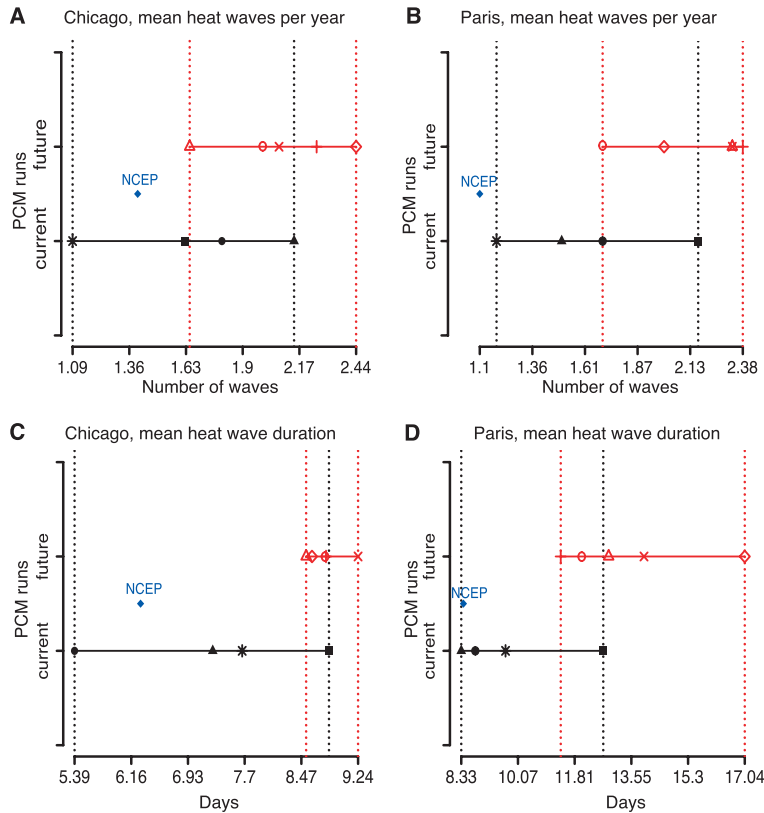 A Chicago, mean heat waves per year
PCM runs
current future
NCEP
1.09 1.36 1.63 1.9 2.17 2.44
Number of waves
B Paris, mean heat waves per year
PCM runs
current future
NCEP
1.1 1.36 1.61 1.87 2.13 2.38
Number of waves
C Chicago, mean heat wave duration
PCM runs
current future
NCEP
5.39 6.16 6.93 7.7 8.47 9.24
Days
D Paris, mean heat wave duration
PCM runs
current future
NCEP
8.33 10.07 11.81 13.55 15.3 17.04
Days